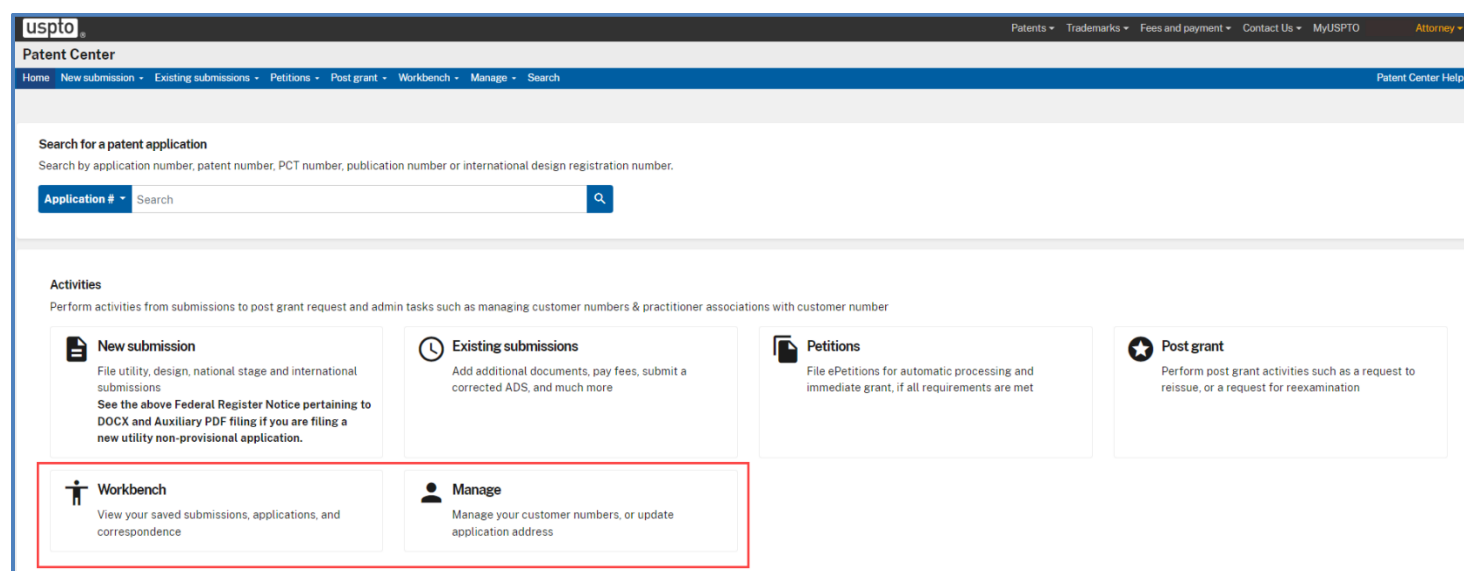 uspto®
Patents Trademarks Fees and payment Contact Us MyUSPTO Attorney
Patent Center
Home New submission Existing submissions Petitions Post grant Workbench Manage Search Patent Center Help
Search for a patent application
Search by application number, patent number, PCT number, publication number or international design registration number.
Application # Search
Activities
Perform activities from submissions to post grant request and admin tasks such as managing customer numbers & practitioner associations with customer number
New submission
File utility, design, national stage and international
submissions
See the above Federal Register Notice pertaining to
DOCX and Auxiliary PDF filing if you are filing a
new utility non-provisional application.
Existing submissions
Add additional documents, pay fees, submit a
corrected ADS, and much more
Petitions
File ePetitions for automatic processing and
immediate grant, if all requirements are met
Post grant
Perform post grant activities such as a request to
reissue, or a request for reexamination
Workbench
View your saved submissions, applications, and
correspondence
Manage
Manage your customer numbers, or update
application address